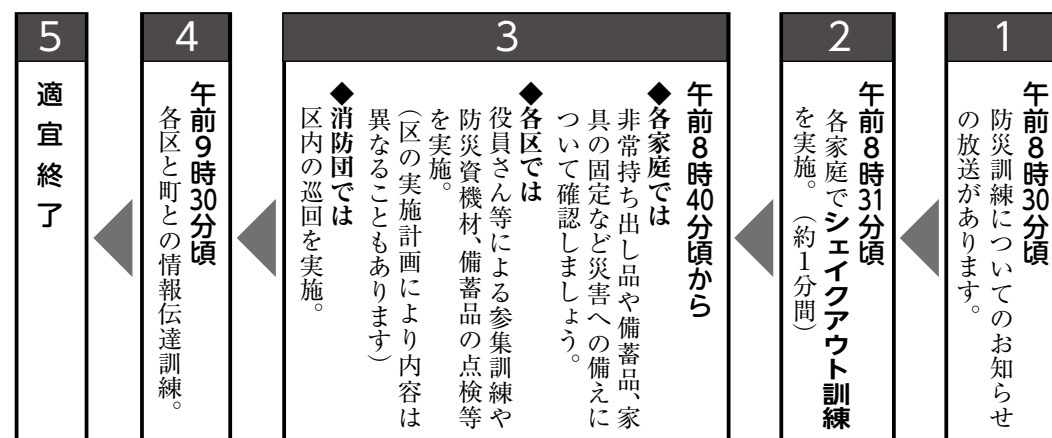 1
午前8時30分頃
防災訓練についてのお知らせ
の放送があります。
2
午前8時31分頃
各家庭でシェイクアウト訓練
を実施。（約1分間）
3
午前8時40分頃から
◆各家庭では
非常持ち出し品や備蓄品、家
具の固定など災害への備えに
ついて確認しましょう。
◆各区では
役員さん等による参集訓練や
防災資機材、備蓄品の点検等
を実施。
（区の実施計画により内容は
異なることもあります）
◆消防団では
区内の巡回を実施。
4
午前9時30分頃
各区と町との情報伝達訓練。
5
適宜終了